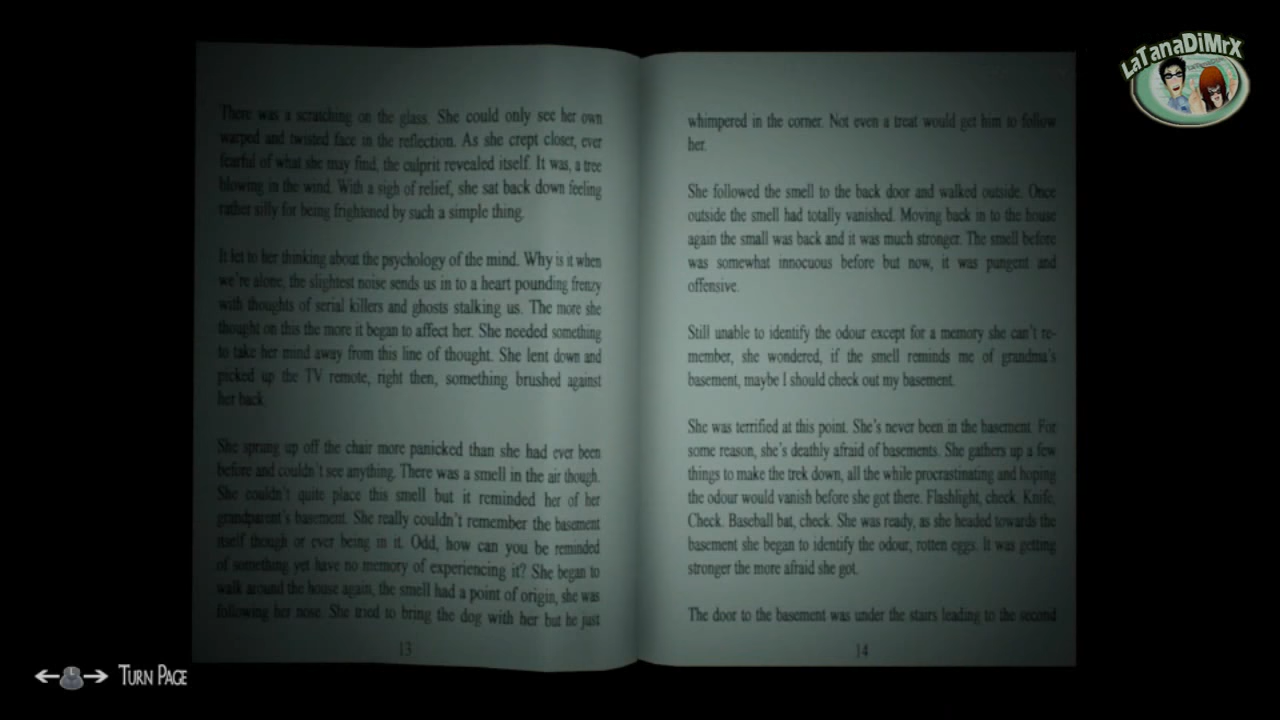 There was a scratching on the glass. She could only see her own
warped and twisted face in the reflection. As she crept closer, ever
fearful of what she may find, the culprit revealed itself. It was, a tree
blowing in the wind. With a sigh of relief, she sat back down feeling
rather silly for being frightened by such a simple thing.
It let to her thinking about the psychology of the mind. Why is it when
we're alone, the slightest noise sends us in to a heart pounding frenzy
with thoughts of serial killers and ghosts stalking us. The more she
thought on this the more it began to affect her. She needed something
to take her mind away from this line of thought. She lent down and
picked up the TV remote, right then, something brushed against
her back.
She sprung up off the chair more panicked than she had ever been
before and couldn't see anything. There was a smell in the air though.
She couldn't quite place this smell but it reminded her of her
grandparent's basement. She really couldn't remember the basement
itself though or ever being in it. Odd, how can you be reminded
of something yet have no memory of experiencing it? She began to
walk around the house again, the smell had a point of origin, she was
following her nose. She tried to bring the dog with her but he just
13
whimpered in the corner. Not even a treat would get him to follow
her.
She followed the smell to the back door and walked outside. Once
outside the smell had totally vanished. Moving back in to the house
again the small was back and it was much stronger. The smell before
was somewhat innocuous before but now, it was pungent and
offensive.
Still unable to identify the odour except for a memory she can't re-
member, she wondered, if the smell reminds me of grandma's
basement, maybe I should check out my basement.
She was terrified at this point. She's never been in the basement. For
some reason, she's deathly afraid of basements. She gathers up a few
things to make the trek down, all the while procrastinating and hoping
the odour would vanish before she got there. Flashlight, check. Knife,
Check. Baseball bat, check. She was ready, as she headed towards the
basement she began to identify the odour, rotten eggs. It was getting
stronger the more afraid she got.
The door to the basement was under the stairs leading to the second
14
TURN PAGE
LaTanaDiMrX